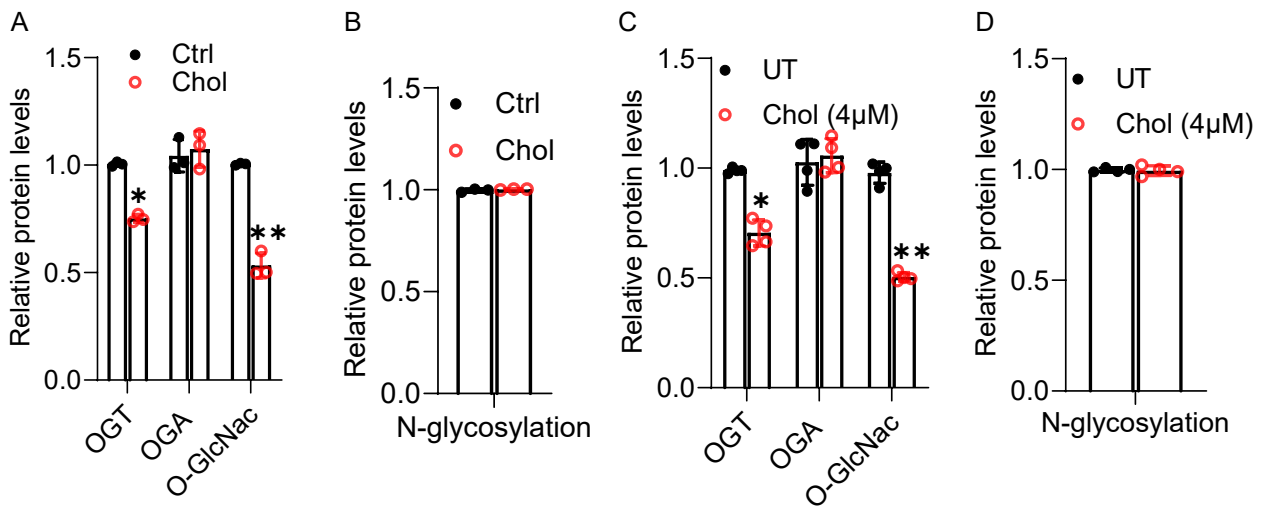 A
Ctrl
Chol
Relative protein levels
1.5
1.0
0.5
0.0
*
**
OGT
OGA
O-GlcNac
B
Ctrl
Chol
Relative protein levels
1.5
1.0
0.5
0.0
N-glycosylation
C
UT
Chol (4μM)
Relative protein levels
1.5
1.0
0.5
0.0
*
**
OGT
OGA
O-GlcNac
D
UT
Chol (4μM)
Relative protein levels
1.5
1.0
0.5
0.0
N-glycosylation